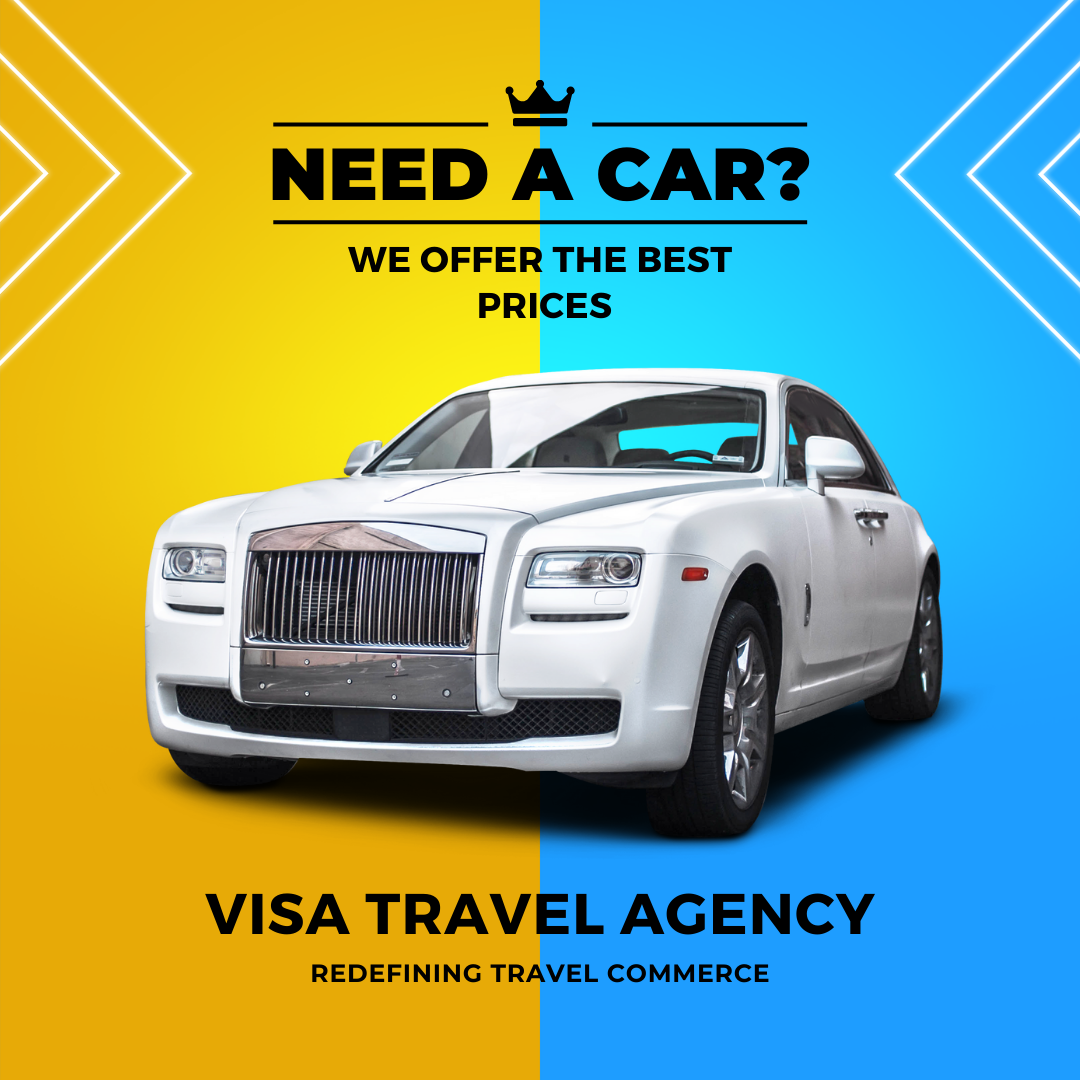 NEED A CAR?
WE OFFER THE BEST
PRICES
VISA TRAVEL AGENCY
REDEFINING TRAVEL COMMERCE